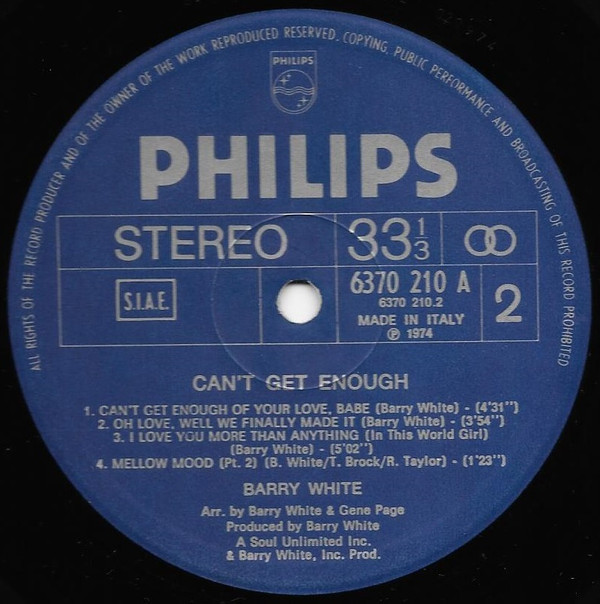 ALL RIGHTS OF THE RECORD PRODUCER AND OF THE OWNER OF THE WORK REPRODUCED RESERVED. COPYING, PUBLIC PERFORMANCE AND BROADCASTING OF THIS RECORD PROHIBITED
PHILIPS
PHILIPS
STEREO
33 1/3
S.I.A.E.
6370 210 A
6370 210.2
MADE IN ITALY
℗ 1974
2
CAN'T GET ENOUGH
1. CAN'T GET ENOUGH OF YOUR LOVE, BABE (Barry White) - (4'31'')
2. OH LOVE, WELL WE FINALLY MADE IT (Barry White) - (3'54'')
3. I LOVE YOU MORE THAN ANYTHING (In This World Girl)
(Barry White) - (5'02'')
4. MELLOW MOOD (Pt. 2) (B. White/T. Brock/R. Taylor) - (1'23'')
BARRY WHITE
Arr. by Barry White & Gene Page
Produced by Barry White
A Soul Unlimited Inc.
& Barry White, Inc. Prod.